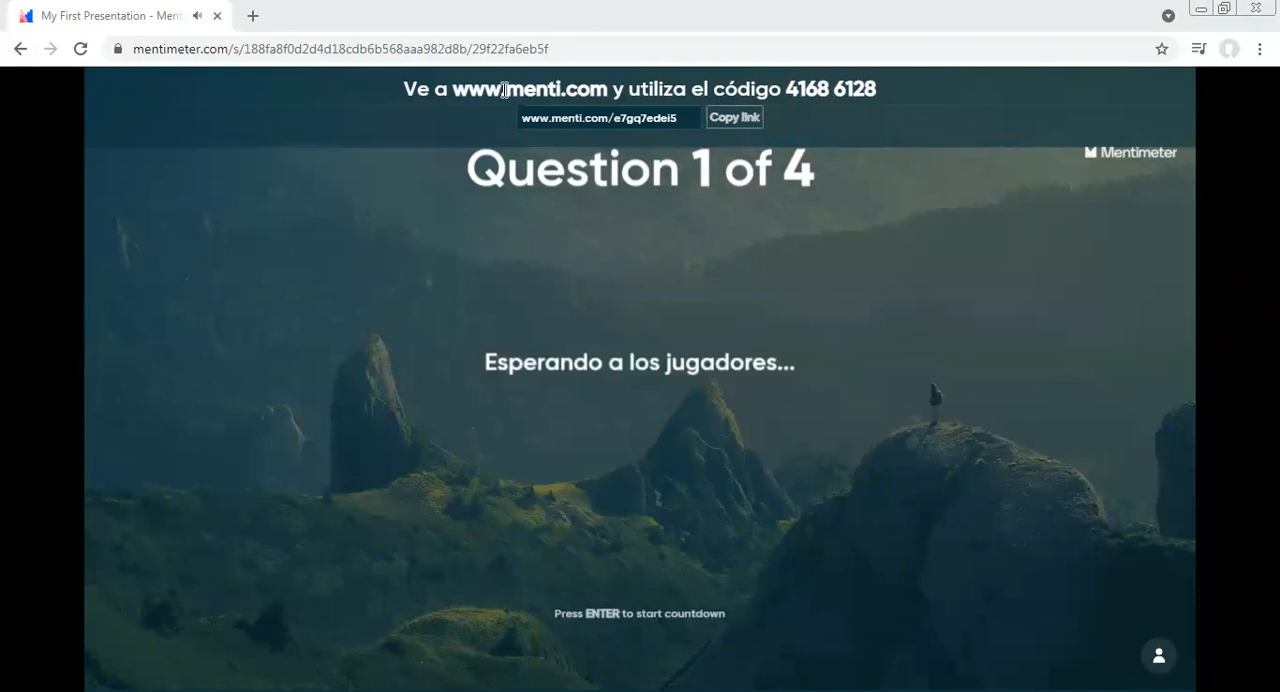 My First Presentation - Ment
mentimeter.com/s/188fa8f0d2d4d18cdb6b568aaa982d8b/29f22fa6eb5f
Ve a www.menti.com y utiliza el código 4168 6128
www.menti.com/e7gq7edei5 Copy link
Mentimeter
Question 1 of 4
Esperando a los jugadores...
Press ENTER to start countdown